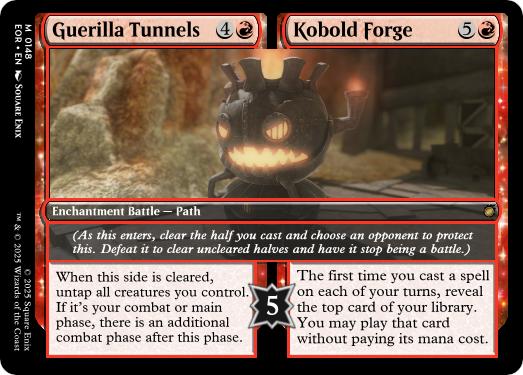 Guerilla Tunnels 4
Kobold Forge 5
Enchantment Battle — Path
(As this enters, clear the half you cast and choose an opponent to protect
this. Defeat it to clear uncleared halves and have it stop being a battle.)
When this side is cleared,
untap all creatures you control.
If it's your combat or main
phase, there is an additional
combat phase after this phase.
5
The first time you cast a spell
on each of your turns, reveal
the top card of your library.
You may play that card
without paying its mana cost.
M 0148
EOR • EN Square Enix
™ & © 2025 Wizards of the Coast
© 2025 Square Enix